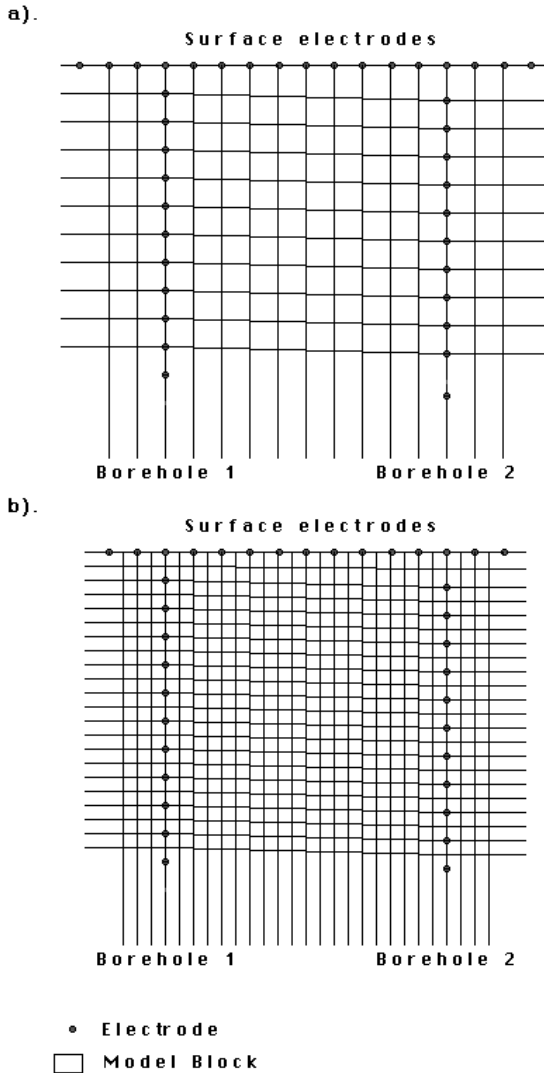 a).
Surface electrodes
Borehole 1 Borehole 2
b).
Surface electrodes
Borehole 1 Borehole 2
Electrode
Model Block